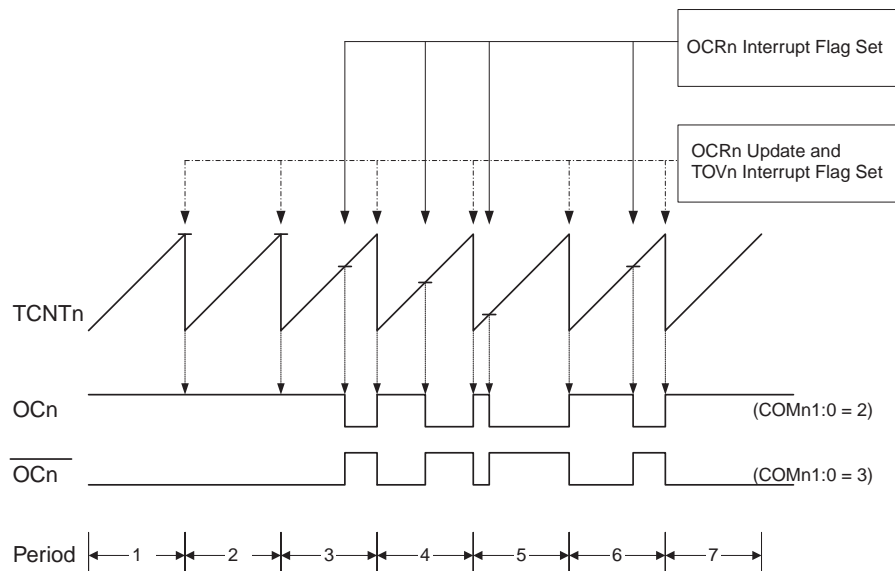 OCRn Interrupt Flag Set
OCRn Update and
TOVn Interrupt Flag Set
TCNTn
OCn
(COMn1:0 = 2)
OCn
(COMn1:0 = 3)
Period
1
2
3
4
5
6
7